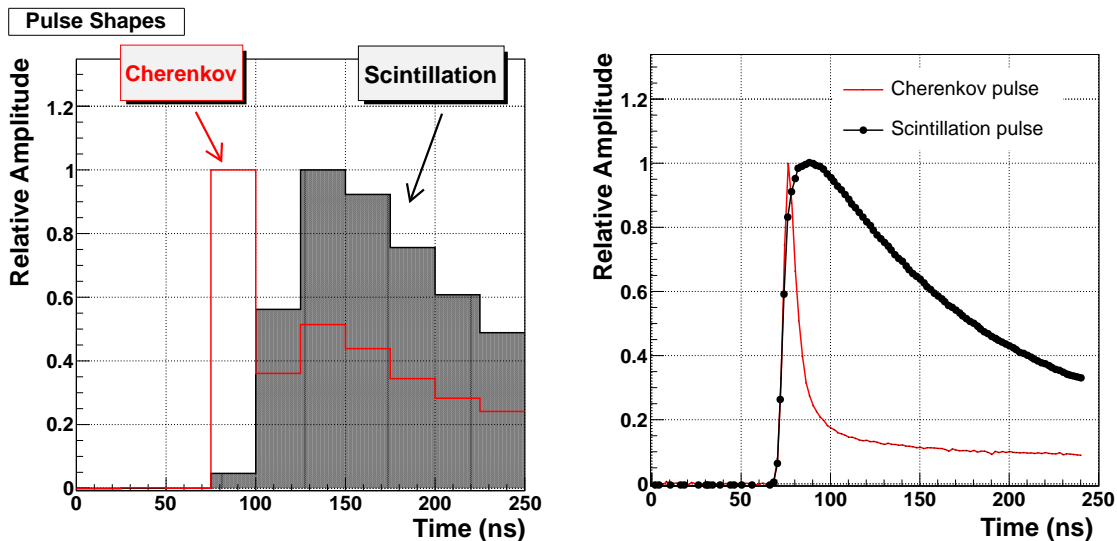 Pulse Shapes
Cherenkov
Scintillation
Relative Amplitude
1.2
1
0.8
0.6
0.4
0.2
0
0 50 100 150 200 250
Time (ns)
Relative Amplitude
1.2
1
0.8
0.6
0.4
0.2
0
0 50 100 150 200 250
Time (ns)
Cherenkov pulse
Scintillation pulse